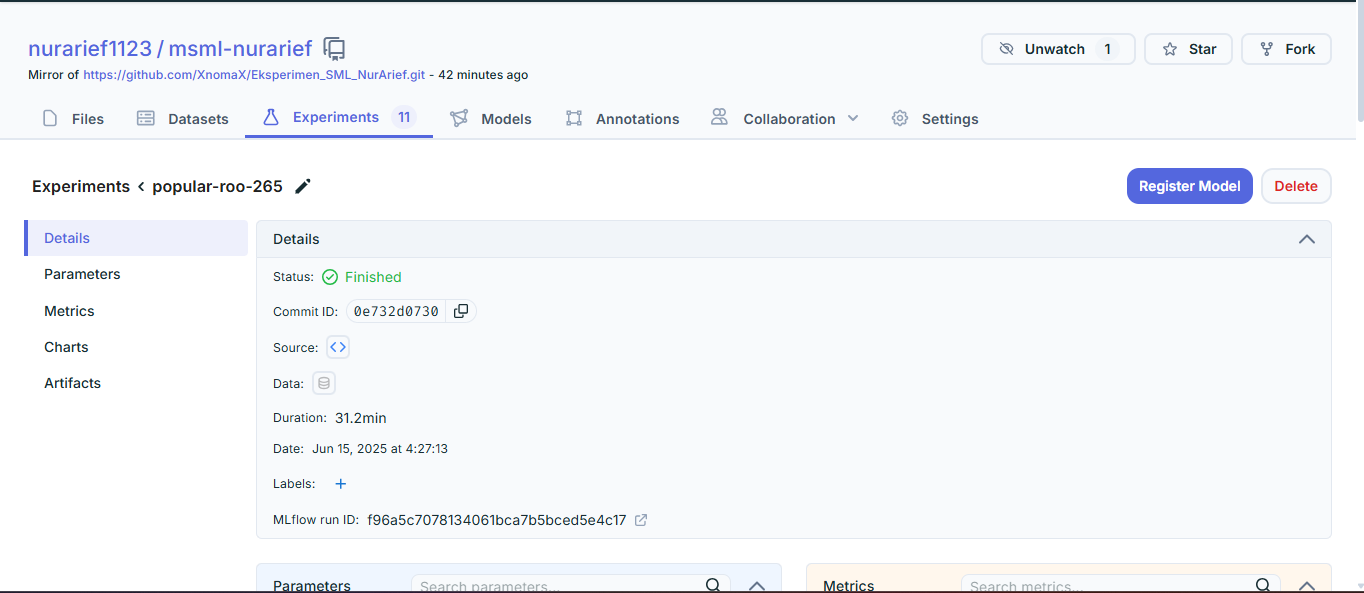 nurarief1123 / msml-nurarief
Unwatch 1 Star Fork
Mirror of https://github.com/XnomaX/Eksperimen_SML_NurArief.git - 42 minutes ago
Files Datasets Experiments 11 Models Annotations Collaboration Settings
Experiments < popular-roo-265
Register Model Delete
Details
Parameters
Metrics
Charts
Artifacts
Details
Status: Finished
Commit ID: 0e732d0730
Source: <>
Data:
Duration: 31.2min
Date: Jun 15, 2025 at 4:27:13
Labels: +
MLflow run ID: f96a5c7078134061bca7b5bced5e4c17
Parameters Search parameters...
Metrics Search metrics...